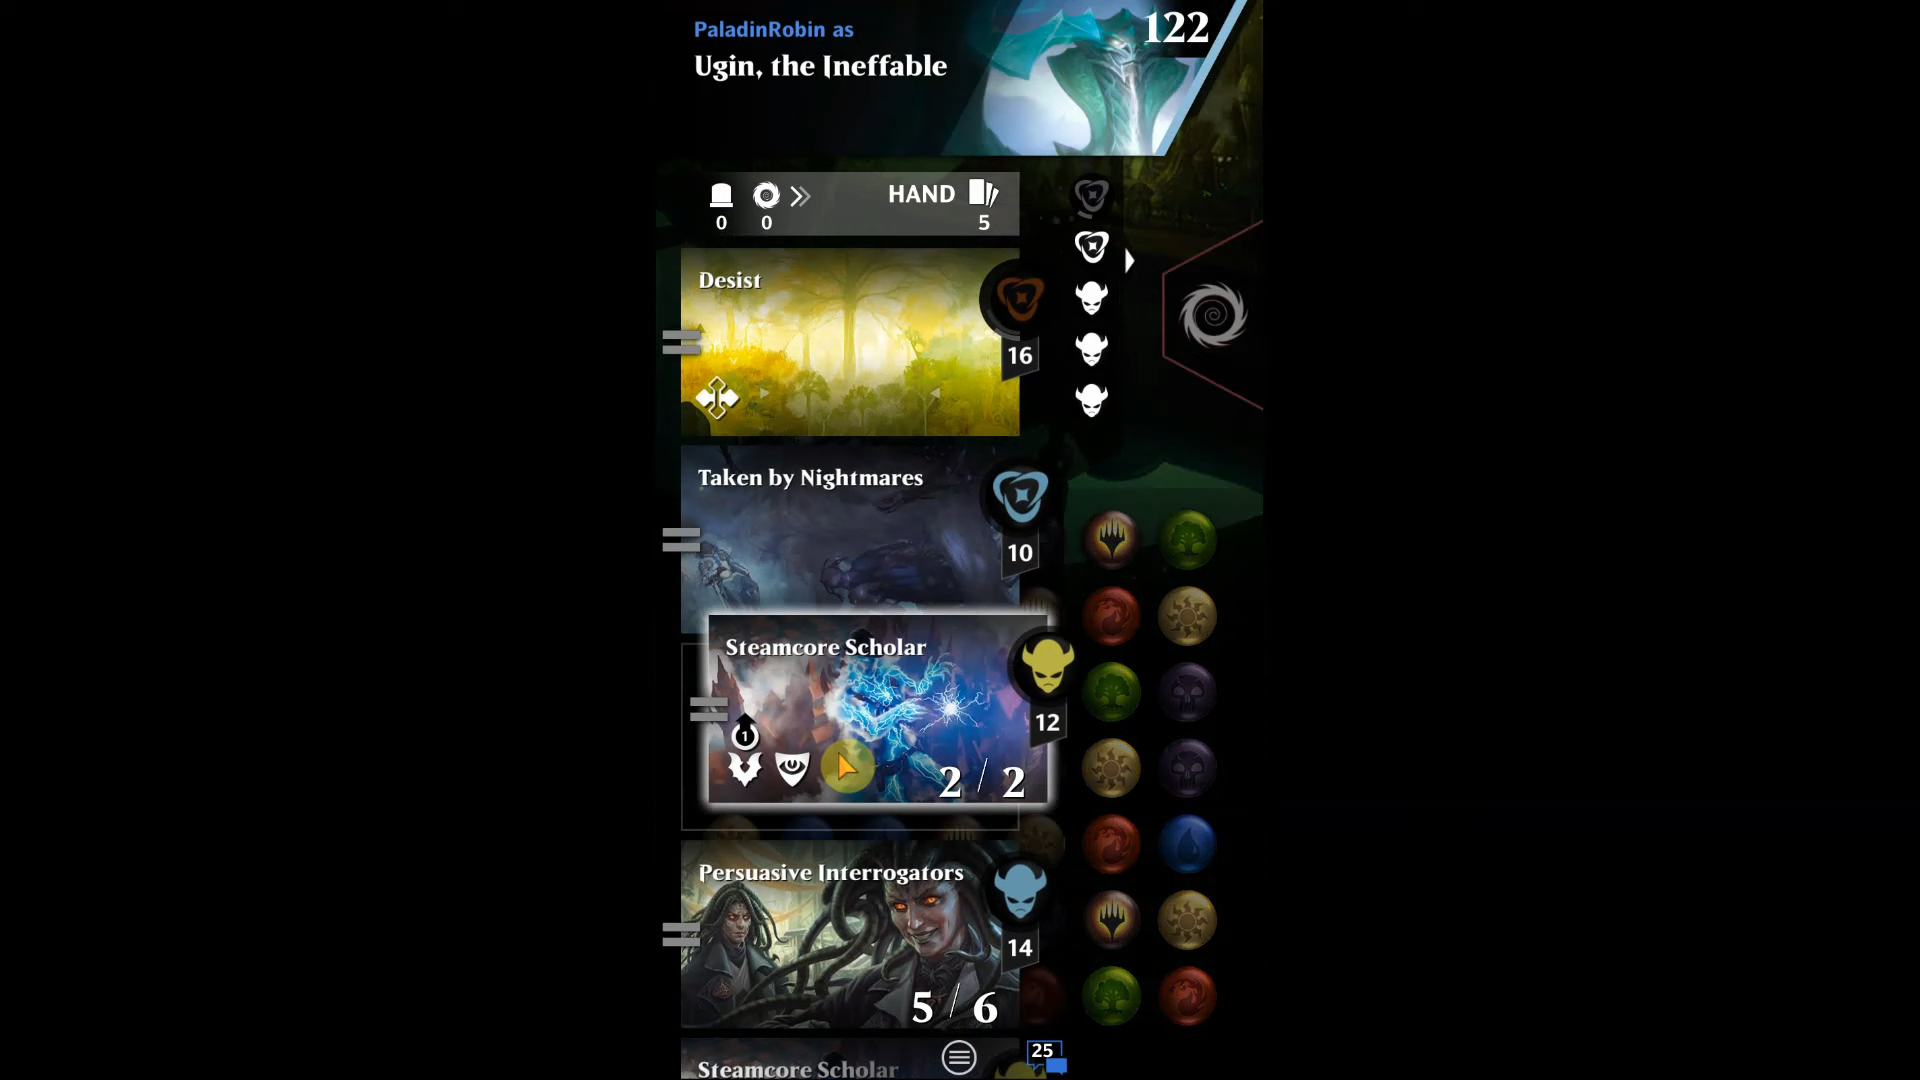 PaladinRobin as
122
Ugin, the Ineffable
HAND
0
0
5
Desist
16
Taken by Nightmares
10
Steamcore Scholar
12
1
2 / 2
Persuasive Interrogators
14
5 / 6
25
Steamcore Scholar